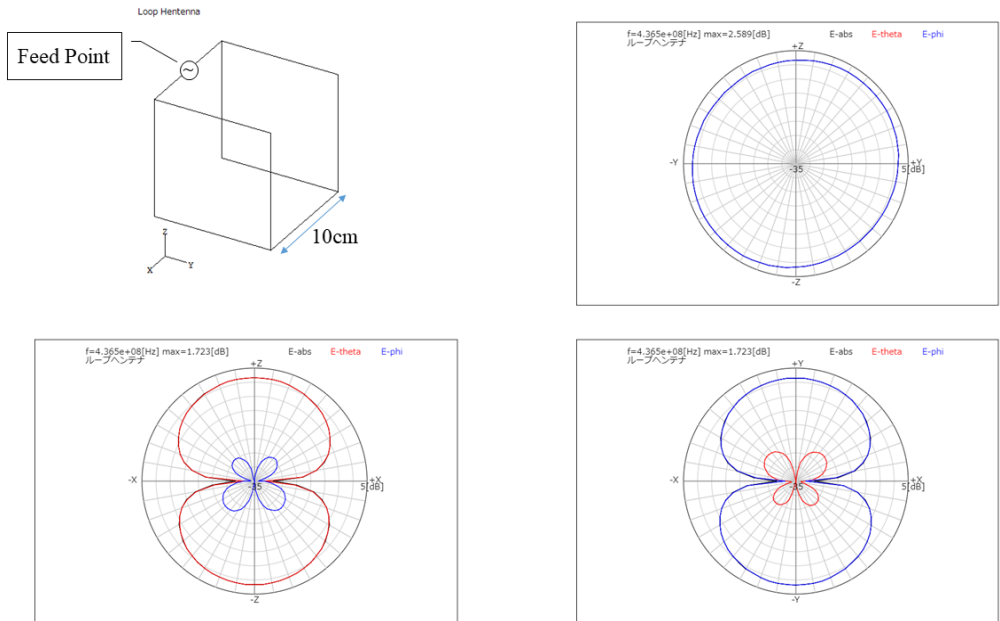 Loop Hentenna
Feed Point
10cm
Z
X
Y
f=4.365e+08[Hz] max=2.589[dB] E-abs E-theta E-phi
ループヘンテナ
+Z
-Y
+Y
-35
5[dB]
-Z
f=4.365e+08[Hz] max=1.723[dB] E-abs E-theta E-phi
ループヘンテナ
+Z
-X
+X
-35
5[dB]
-Z
f=4.365e+08[Hz] max=1.723[dB] E-abs E-theta E-phi
ループヘンテナ
+Y
-X
+X
-35
5[dB]
-Y